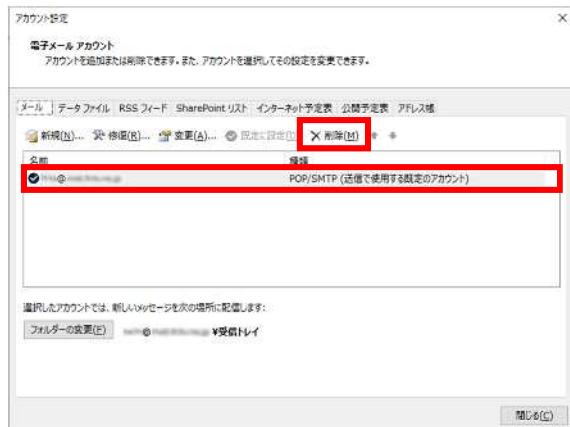 アカウント設定
電子メール アカウント
アカウントを追加または削除できます。また、アカウントを選択してその設定を変更できます。
メール データ ファイル RSS フィード SharePoint リスト インターネット予定表 公開予定表 アドレス帳
新規(N)... 修復(R)... 変更(A)... 既定に設定(D) 削除(M)
名前 種類
@ POP/SMTP (送信で使用する既定のアカウント)
選択したアカウントでは、新しいメッセージを次の場所に配信します:
フォルダーの変更(F) @ ¥受信トレイ
閉じる(C)